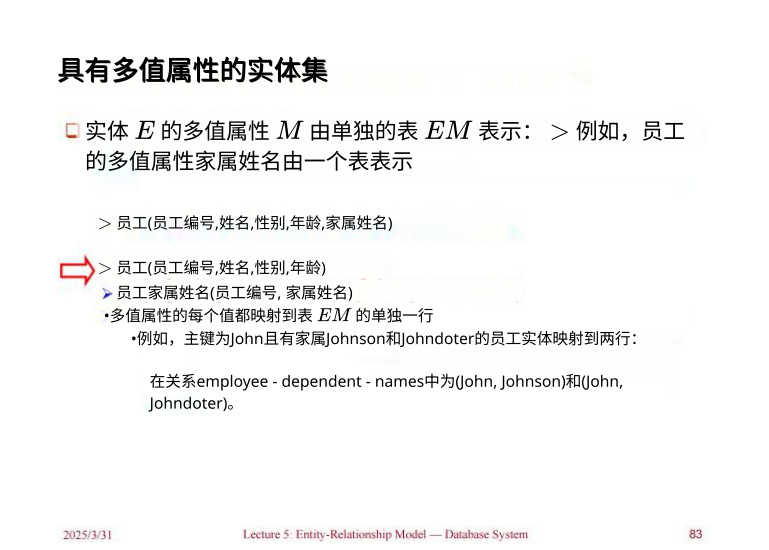 具有多值属性的实体集
实体 E 的多值属性 M 由单独的表 EM 表示： > 例如，员工
的多值属性家属姓名由一个表表示
> 员工(员工编号,姓名,性别,年龄,家属姓名)
> 员工(员工编号,姓名,性别,年龄)
员工家属姓名(员工编号, 家属姓名)
•多值属性的每个值都映射到表 EM 的单独一行
•例如，主键为John且有家属Johnson和Johndoter的员工实体映射到两行：
在关系employee - dependent - names中为(John, Johnson)和(John,
Johndoter)。
2025/3/31
Lecture 5: Entity-Relationship Model — Database System
83